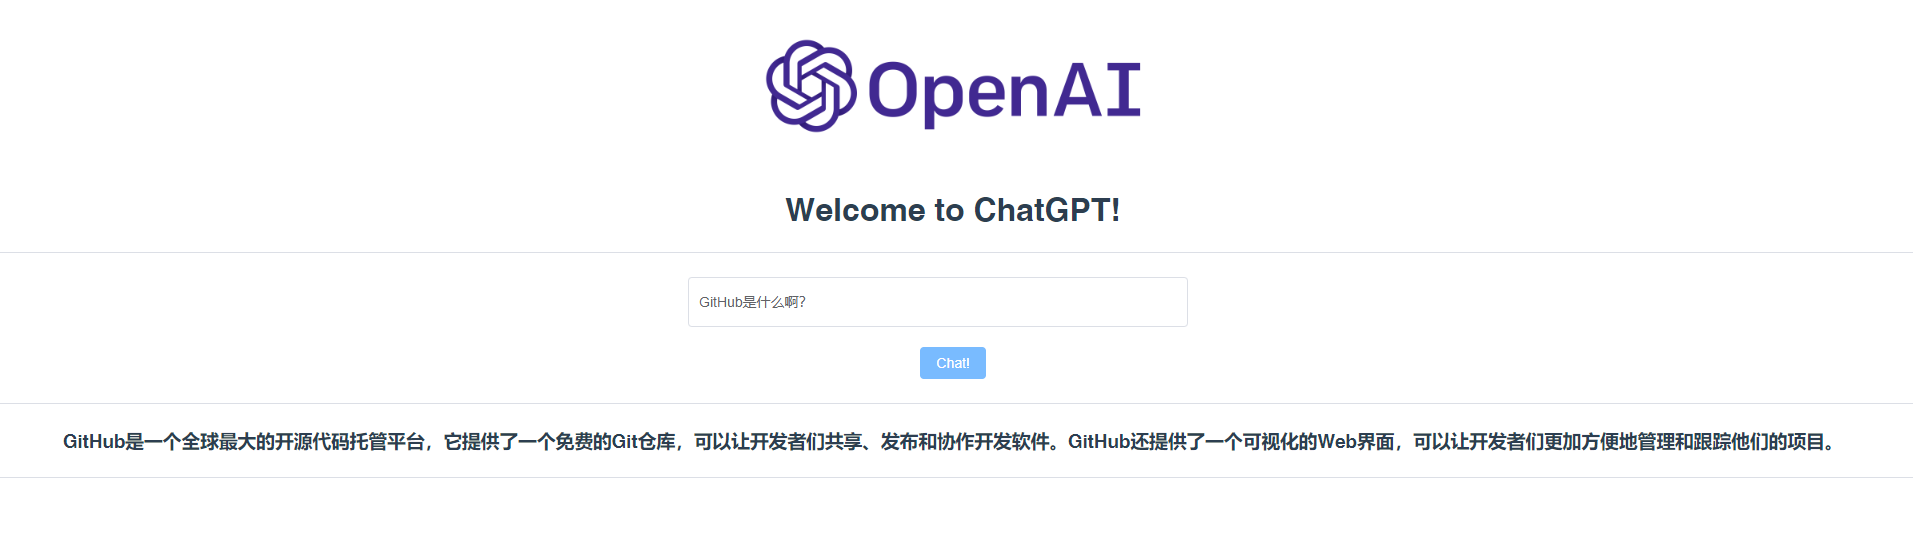 OpenAI
Welcome to ChatGPT!
GitHub是什么啊?
Chat!
GitHub是一个全球最大的开源代码托管平台，它提供了一个免费的Git仓库，可以让开发者们共享、发布和协作开发软件。GitHub还提供了一个可视化的Web界面，可以让开发者们更加方便地管理和跟踪他们的项目。